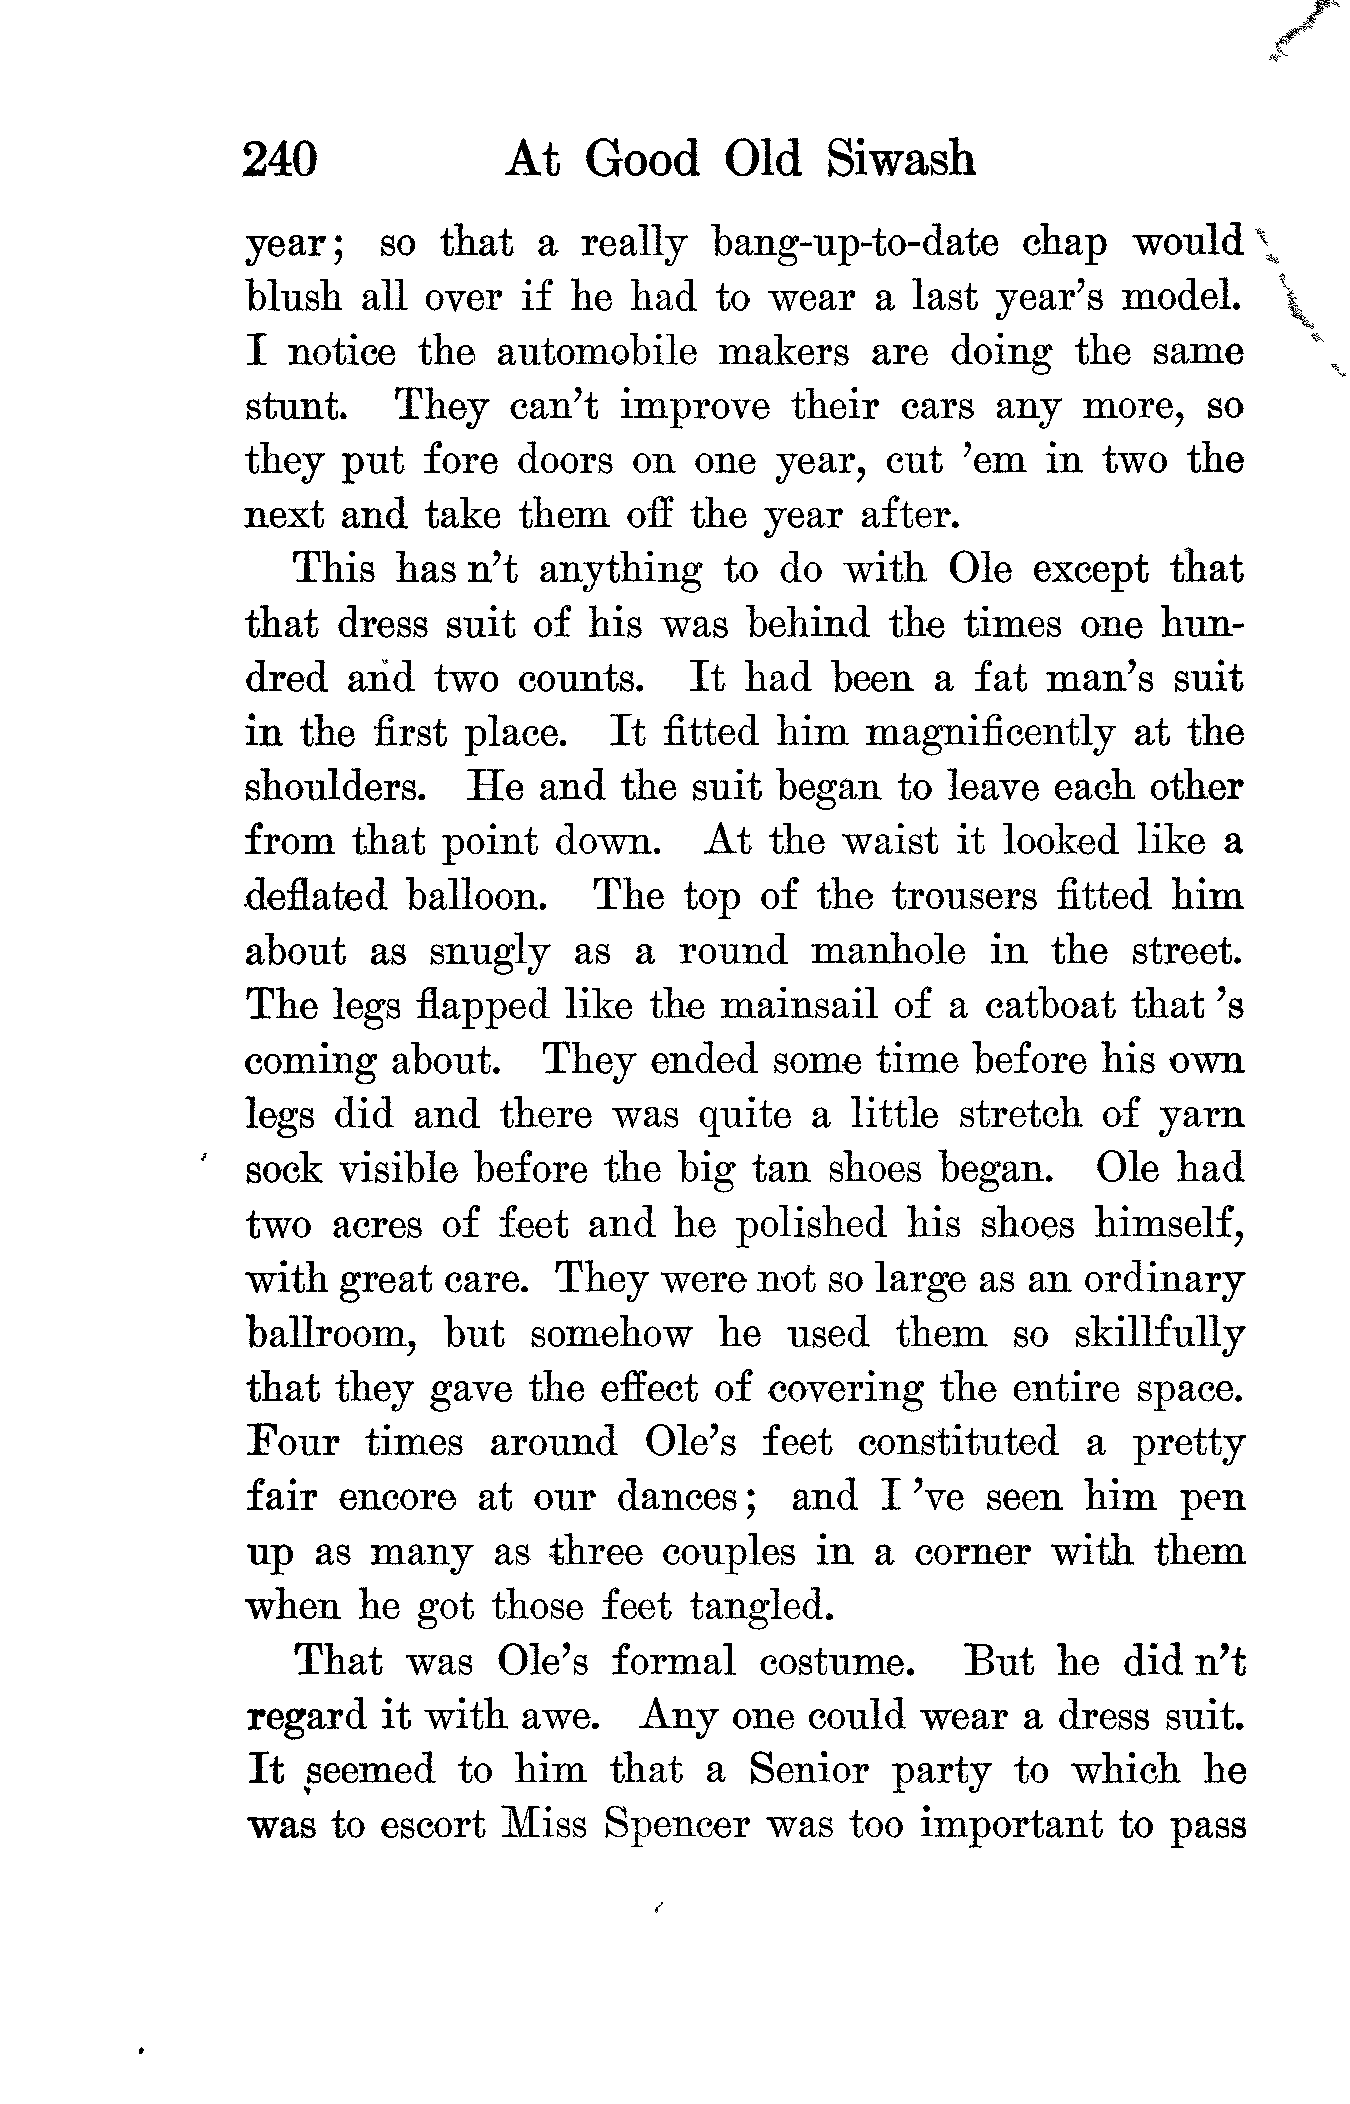 240 At Good Old Siwash
year; so that a really bang-up-to-date chap would
blush all over if he had to wear a last year's model.
I notice the automobile makers are doing the same
stunt. They can't improve their cars any more, so
they put fore doors on one year, cut 'em in two the
next and take them off the year after.
This has n't anything to do with Ole except that
that dress suit of his was behind the times one hun-
dred and two counts. It had been a fat man's suit
in the first place. It fitted him magnificently at the
shoulders. He and the suit began to leave each other
from that point down. At the waist it looked like a
deflated balloon. The top of the trousers fitted him
about as snugly as a round manhole in the street.
The legs flapped like the mainsail of a catboat that 's
coming about. They ended some time before his own
legs did and there was quite a little stretch of yarn
sock visible before the big tan shoes began. Ole had
two acres of feet and he polished his shoes himself,
with great care. They were not so large as an ordinary
ballroom, but somehow he used them so skillfully
that they gave the effect of covering the entire space.
Four times around Ole's feet constituted a pretty
fair encore at our dances; and I 've seen him pen
up as many as three couples in a corner with them
when he got those feet tangled.
That was Ole's formal costume. But he did n't
regard it with awe. Any one could wear a dress suit.
It seemed to him that a Senior party to which he
was to escort Miss Spencer was too important to pass